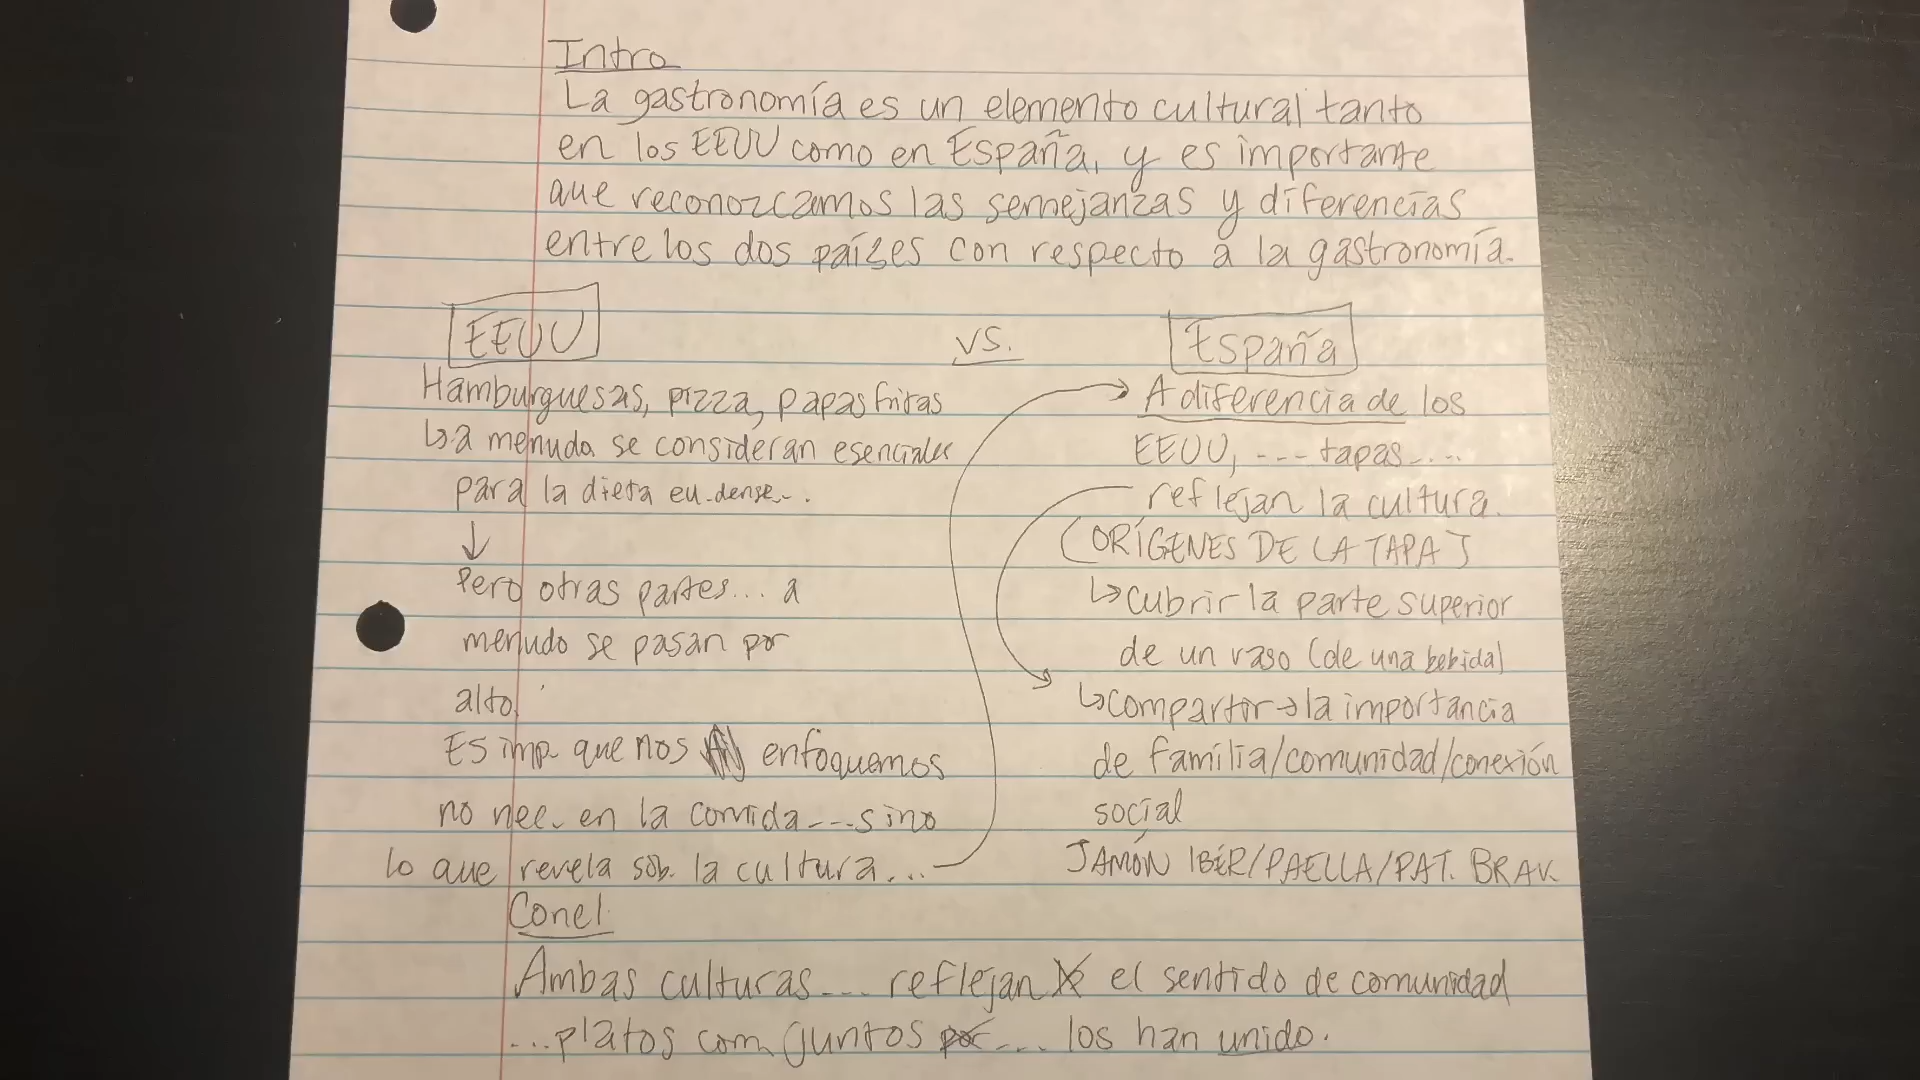 Intro
La gastronomía es un elemento cultural tanto
en los EEUU como en España, y es importante
que reconozcamos las semejanzas y diferencias
entre los dos países con respecto a la gastronomía.
EEUU
vs.
España
Hamburguesas, pizza, papas fritas
↳a menudo se consideran esenciales
para la dieta eu.dense...
↓
Pero otras partes... a
menudo se pasan por
alto.
Es imp. que nos enfoquemos
no nec. en la comida ---sino
lo que revela sob. la cultura...
A diferencia de los
EEUU, --- tapas....
reflejan la cultura.
(ORÍGENES DE LA TAPA)
↳cubrir la parte superior
de un vaso (de una bebida)
↳compartir→la importancia
de familia/comunidad/conexión
social
JAMÓN IBÉR/PAELLA/PAT. BRAV.
Concl.
Ambas culturas... reflejan el sentido de comunidad
...platos com juntos --- los han unido.